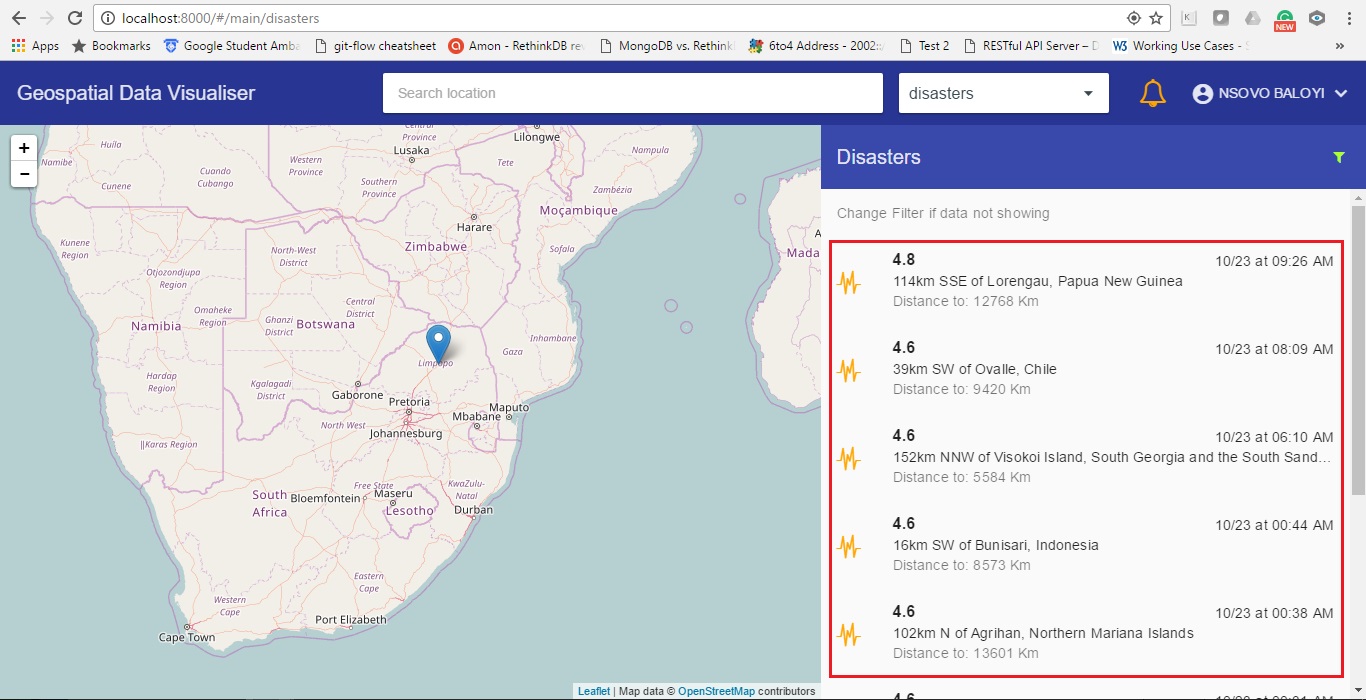 localhost:8000/#/main/disasters
NEW
Apps
Bookmarks
Google Student Amba
git-flow cheatsheet
Amon - RethinkDB re
MongoDB vs. Rethink
6to4 Address - 2002::
Test 2
RESTful API Server –
W3 Working Use Cases -
»
Geospatial Data Visualiser
Search location
disasters
NSOVO BALOYI
+
−
Huila
Namibe
Cunene
Cuando
Cubango
Western
Province
Central
Province
Lusaka
Southern
Province
Lilongwe
Tete
Nampula
Zambézia
Moçambique
Harare
Zimbabwe
Sofala
Kunene
Region
Otjozondjupa
Region
North-West
District
Omaheke
Region
Central
District
Ghanzi
District
Botswana
Namibia
Inhambane
Gaza
Limpopo
Hardap
Region
Kgalagadi
District
Gaborone
Pretoria
Maputo
Mbabane
North West
Johannesburg
||Karas Region
Free State
KwaZulu-
Natal
South
Africa
Bloemfontein
Maseru
Lesotho
Durban
Eastern
Cape
Western
Cape
Port Elizabeth
Cape Town
A
Mada
Leaflet | Map data © OpenStreetMap contributors
Disasters
Change Filter if data not showing
4.8
10/23 at 09:26 AM
114km SSE of Lorengau, Papua New Guinea
Distance to: 12768 Km
4.6
10/23 at 08:09 AM
39km SW of Ovalle, Chile
Distance to: 9420 Km
4.6
10/23 at 06:10 AM
152km NNW of Visokoi Island, South Georgia and the South Sand...
Distance to: 5584 Km
4.6
10/23 at 00:44 AM
16km SW of Bunisari, Indonesia
Distance to: 8573 Km
4.6
10/23 at 00:38 AM
102km N of Agrihan, Northern Mariana Islands
Distance to: 13601 Km
4.6